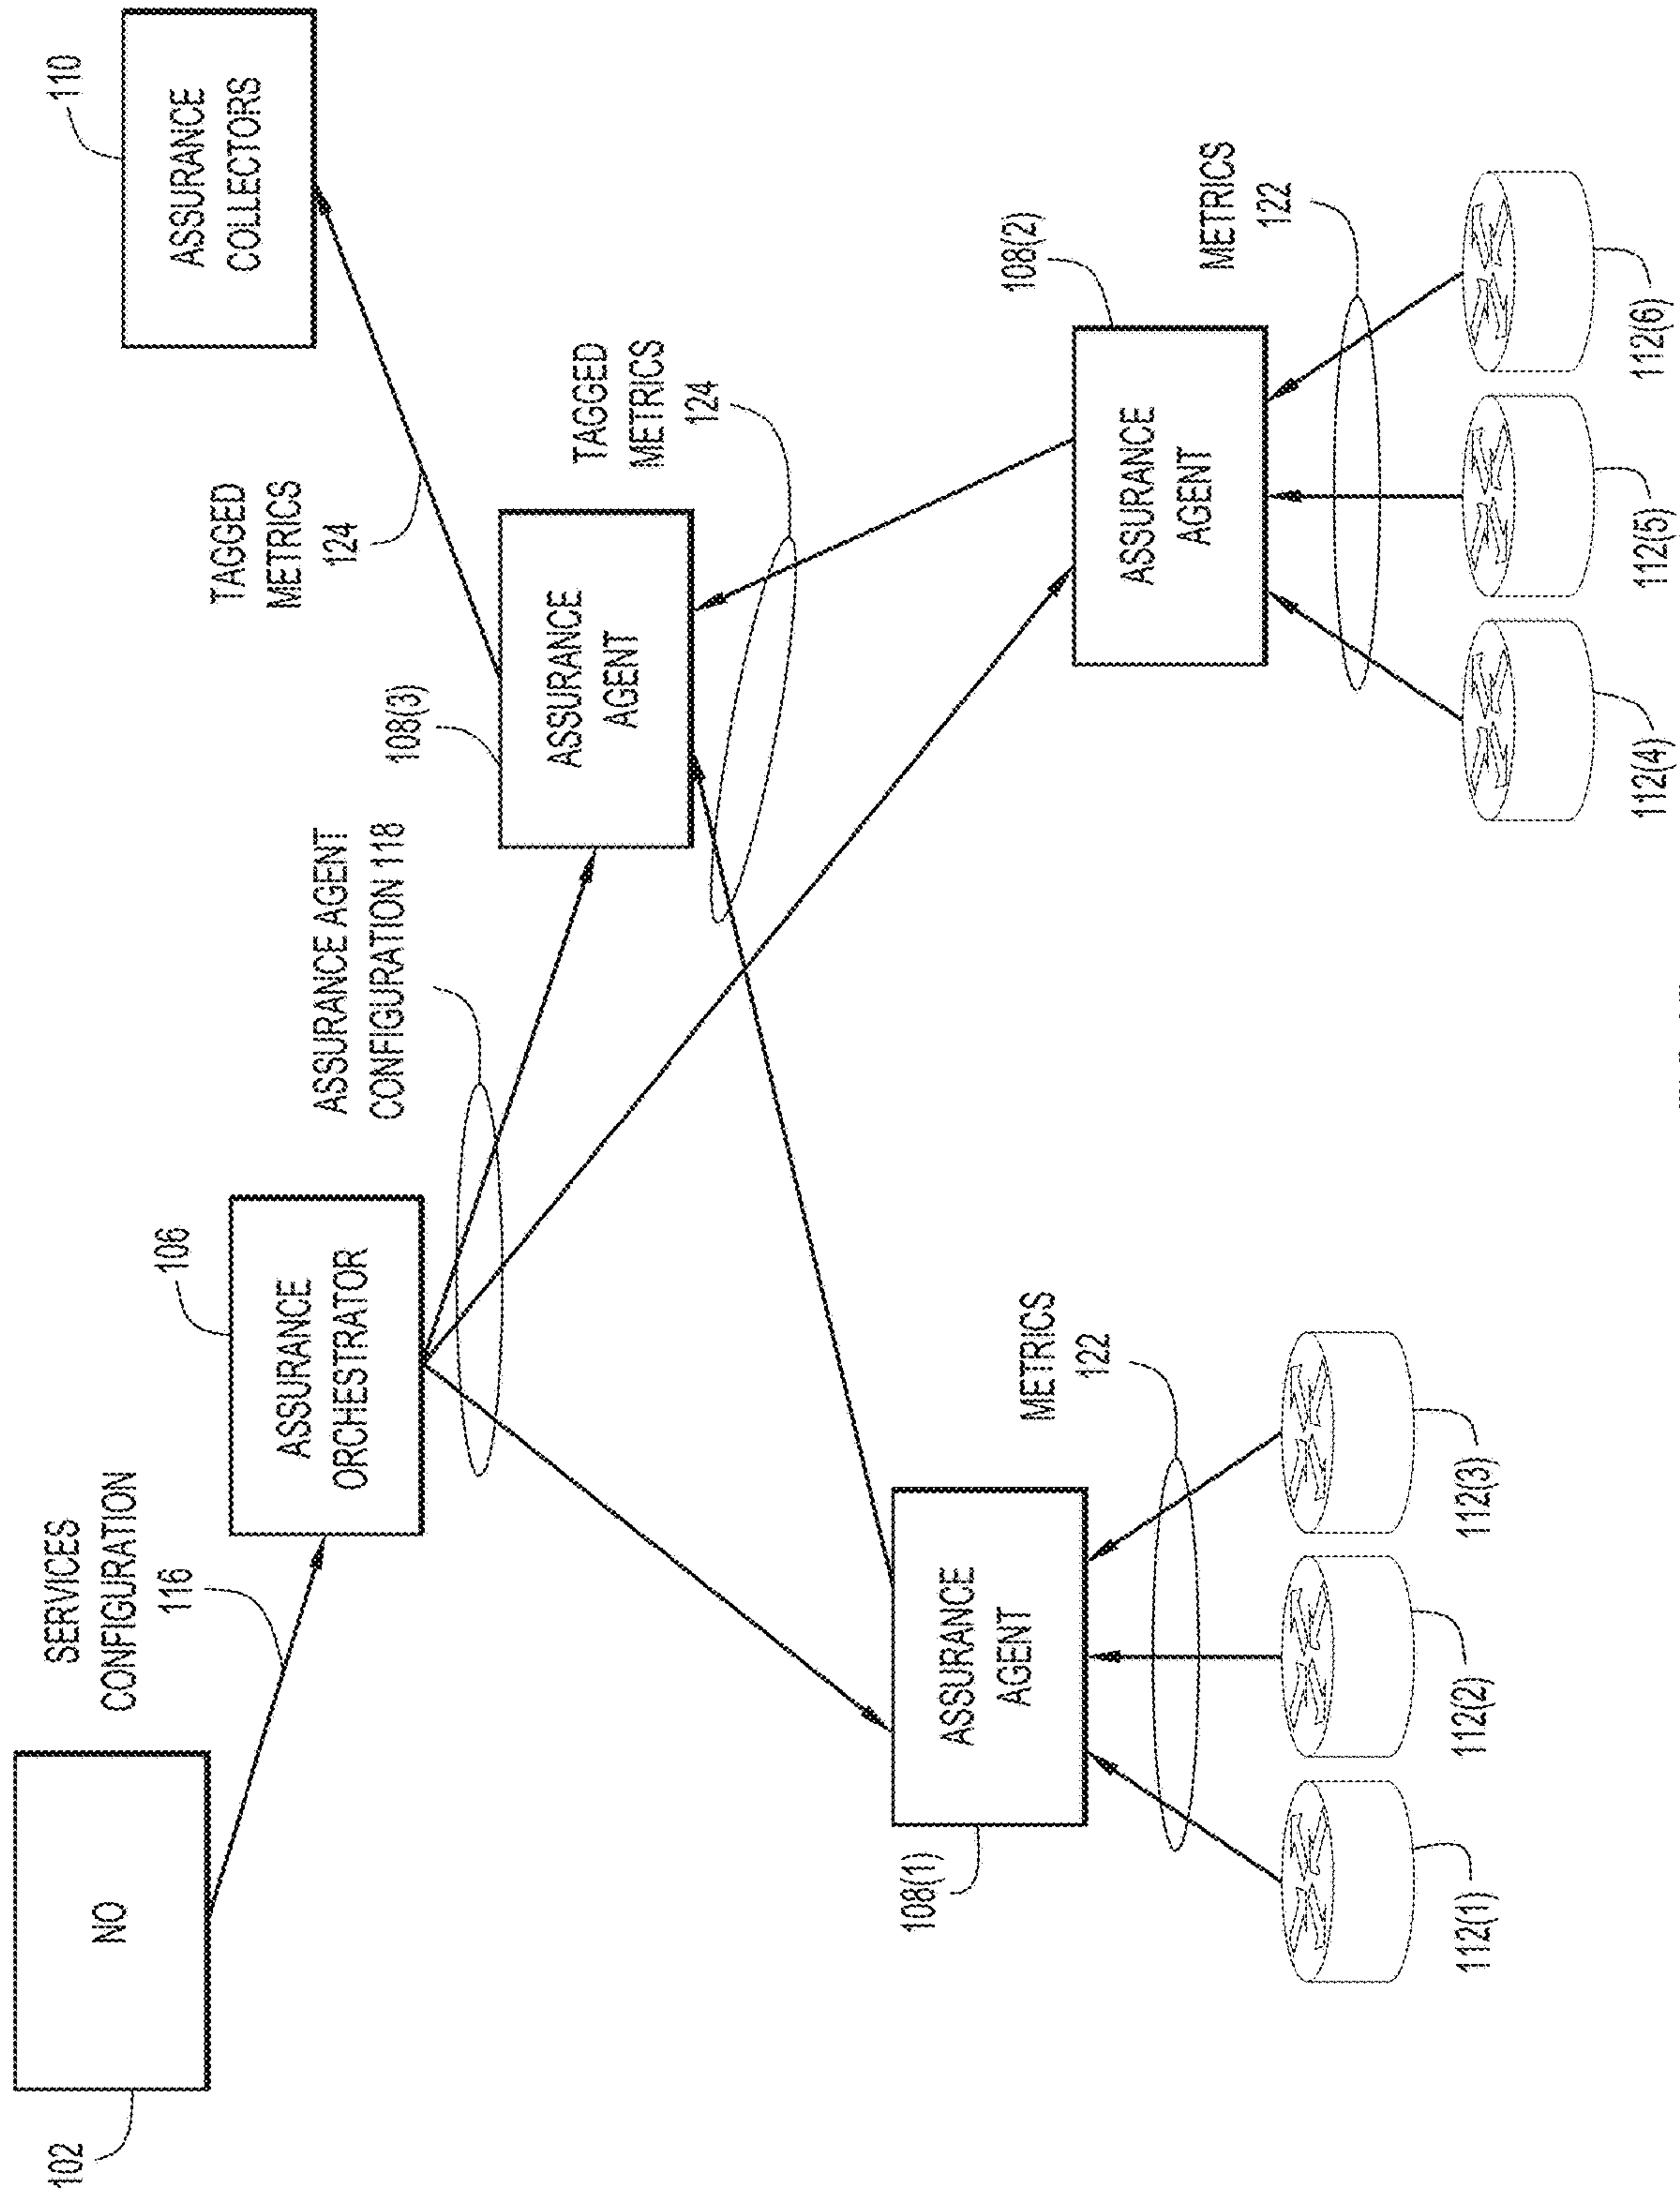 102
NO
SERVICES
CONFIGURATION
116
106
ASSURANCE
ORCHESTRATOR
ASSURANCE AGENT
CONFIGURATION 118
TAGGED
METRICS
124
110
ASSURANCE
COLLECTORS
108(3)
ASSURANCE
AGENT
TAGGED
METRICS
124
108(1)
ASSURANCE
AGENT
METRICS
122
108(2)
ASSURANCE
AGENT
METRICS
122
112(1)
112(2)
112(3)
112(4)
112(5)
112(6)